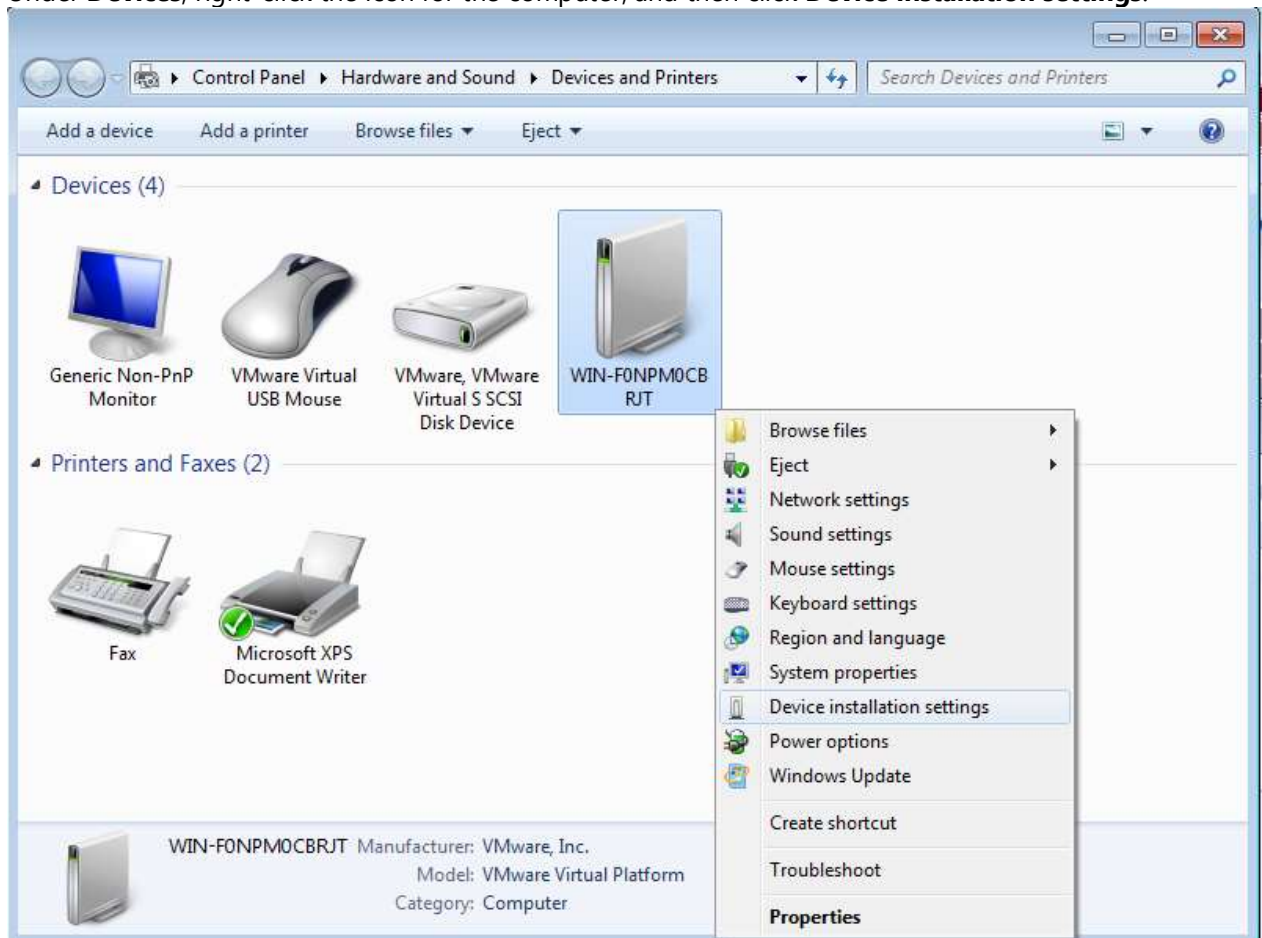 Under Devices, right-click the icon for the computer, and then click Device installation settings.
Control Panel Hardware and Sound Devices and Printers Search Devices and Printers
Add a device Add a printer Browse files Eject
Devices (4)
Generic Non-PnP
Monitor
VMware Virtual
USB Mouse
VMware, VMware
Virtual S SCSI
Disk Device
WIN-F0NPM0CB
RJT
Printers and Faxes (2)
Fax
Microsoft XPS
Document Writer
Browse files
Eject
Network settings
Sound settings
Mouse settings
Keyboard settings
Region and language
System properties
Device installation settings
Power options
Windows Update
Create shortcut
Troubleshoot
Properties
WIN-F0NPM0CBRJT Manufacturer: VMware, Inc.
Model: VMware Virtual Platform
Category: Computer